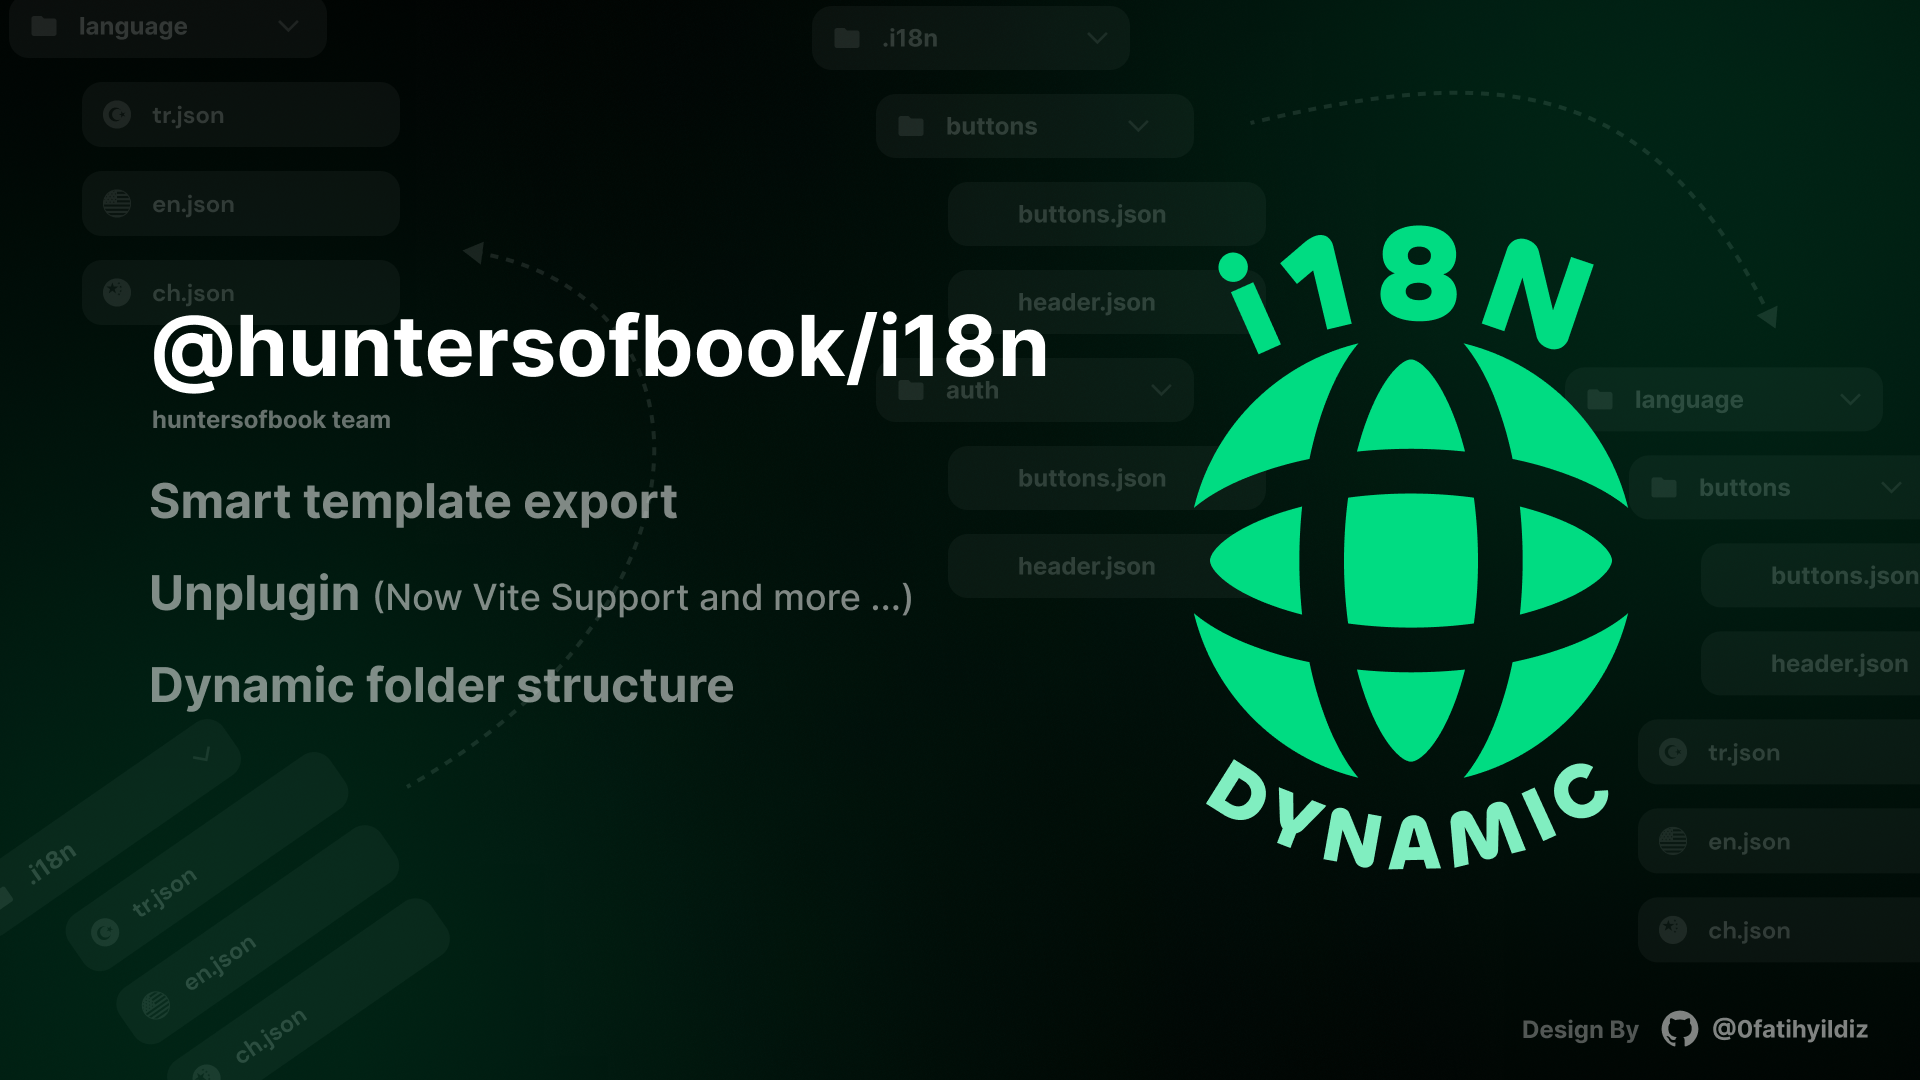 language
tr.json
en.json
ch.json
.i18n
buttons
buttons.json
header.json
auth
buttons.json
header.json
@huntersofbook/i18n
huntersofbook team
Smart template export
Unplugin (Now Vite Support and more ...)
Dynamic folder structure
i18N
DYNAMIC
language
buttons
buttons.json
header.json
tr.json
en.json
ch.json
.i18n
tr.json
en.json
ch.json
Design By @0fatihyildiz